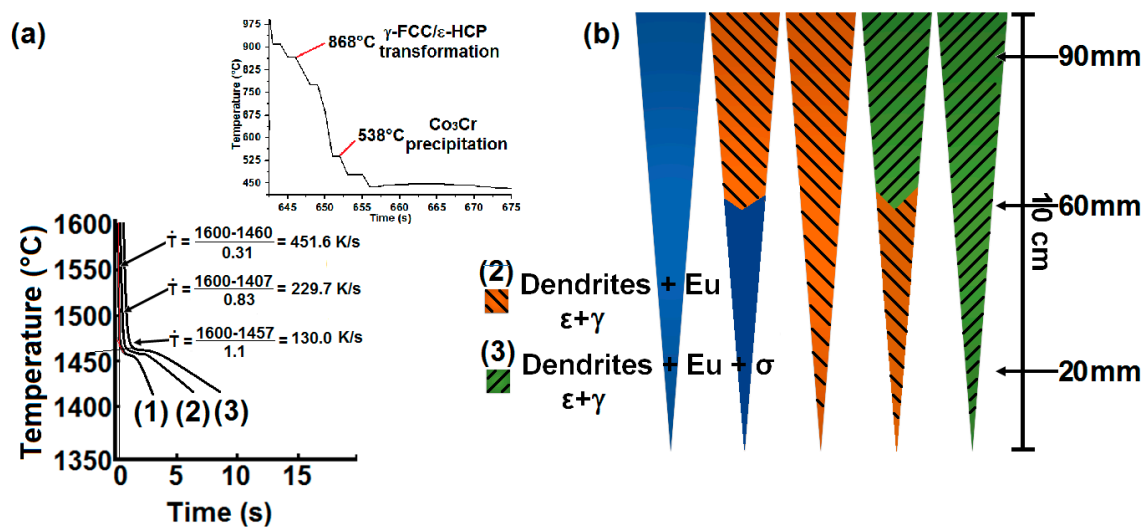 (a)
975
900
825
750
675
600
525
450
Temperature (°C)
868°C
γ-FCC/ε-HCP
transformation
538°C
Co₃Cr
precipitation
645 650 655 660 665 670 675
Time (s)
1600
1550
1500
1450
1400
1350
Temperature (°C)
Ṫ = 1600-1460 / 0.31 = 451.6 K/s
Ṫ = 1600-1407 / 0.83 = 229.7 K/s
Ṫ = 1600-1457 / 1.1 = 130.0 K/s
(1) (2) (3)
0 5 10 15
Time (s)
(b)
90mm
60mm
20mm
10 cm
(2) Dendrites + Eu
ε+γ
(3) Dendrites + Eu + σ
ε+γ